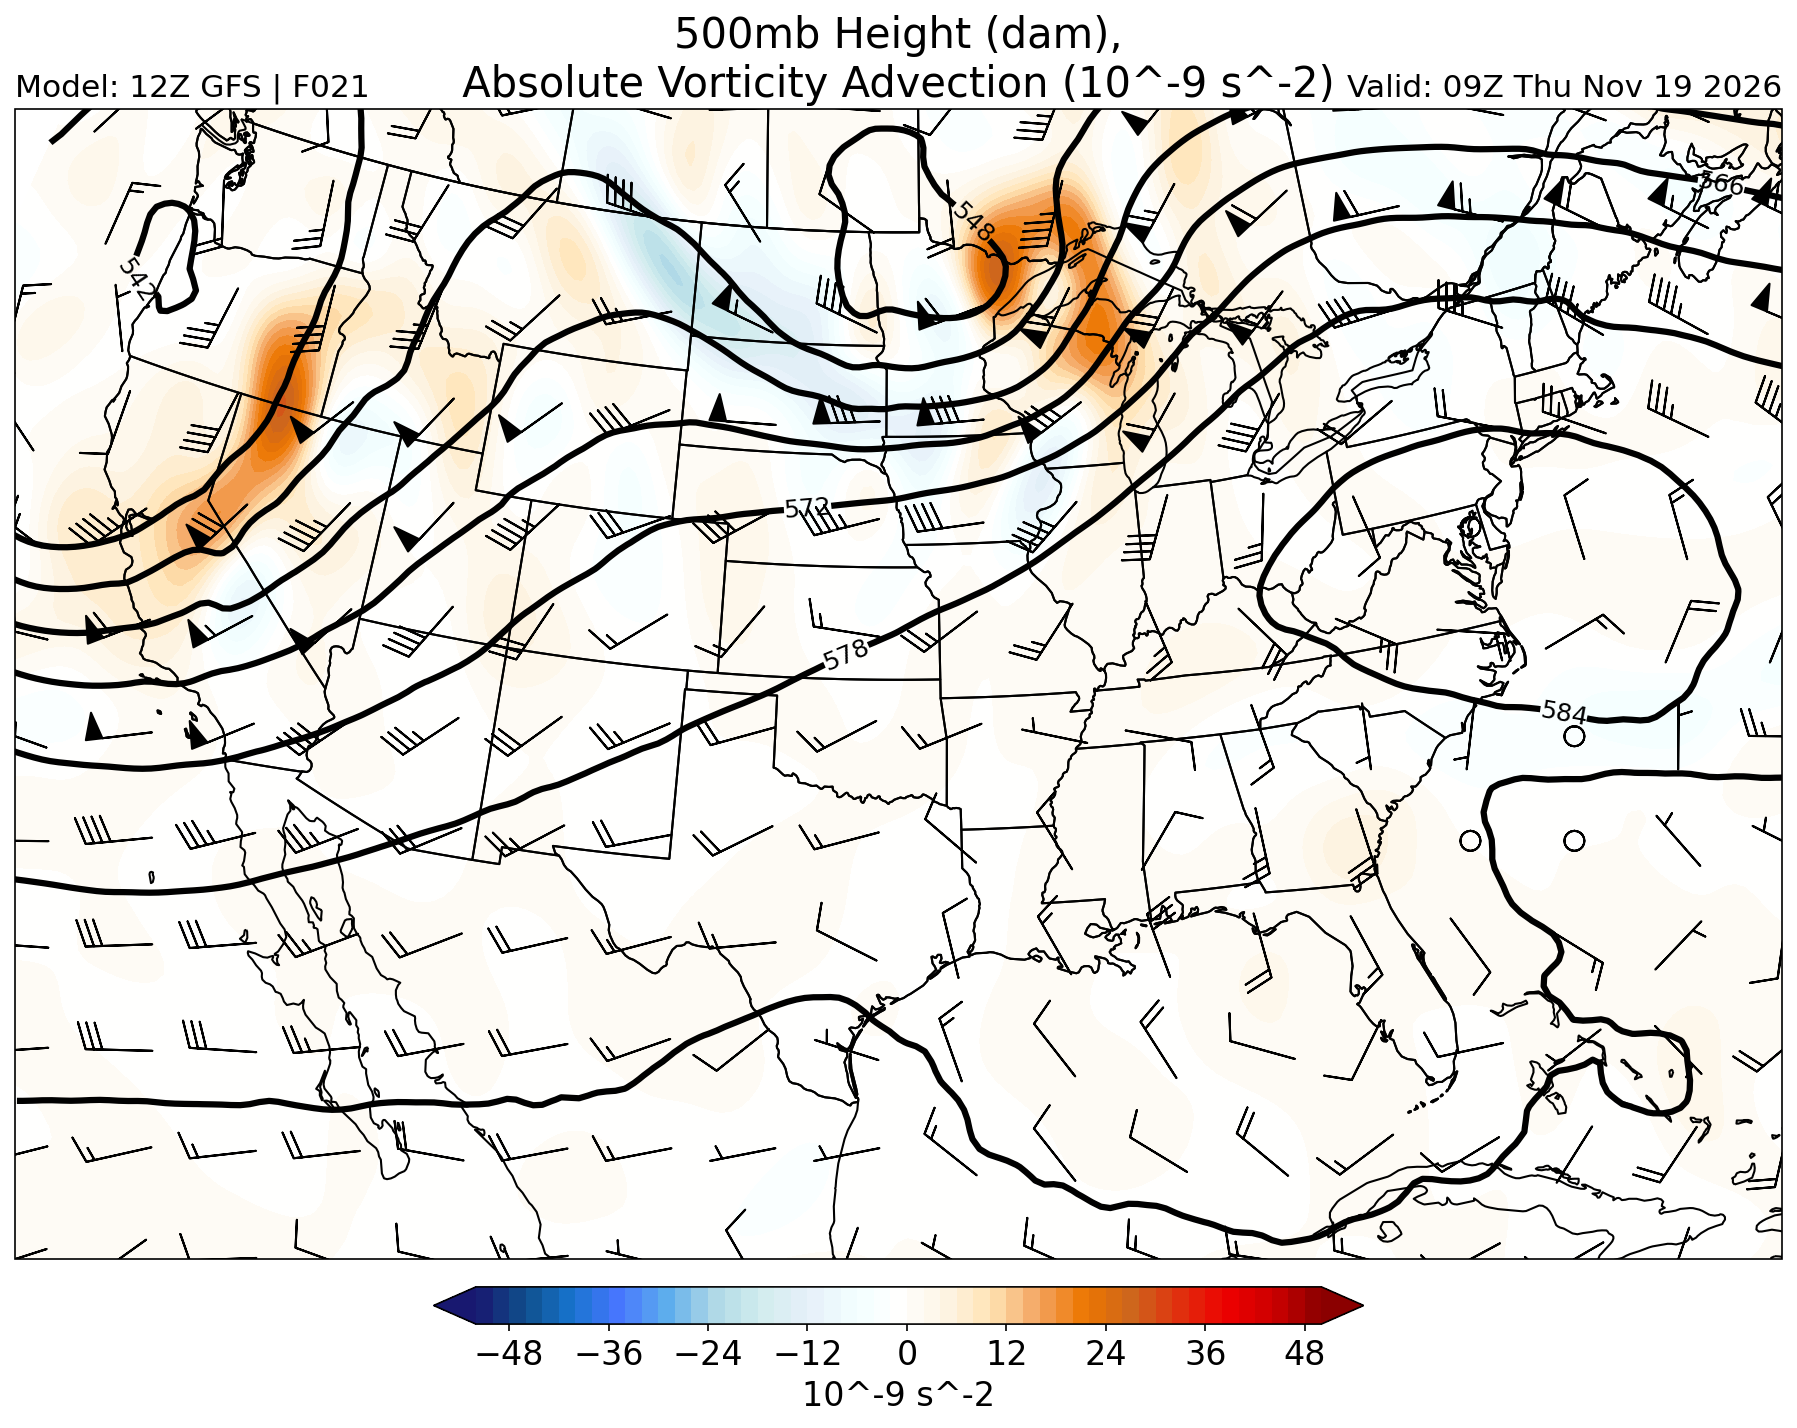 500mb Height (dam),
Model: 12Z GFS | F021
Absolute Vorticity Advection (10^-9 s^-2)
Valid: 09Z Thu Nov 19 2026
566
548
542
572
578
584
−48 −36 −24 −12 0 12 24 36 48
10^-9 s^-2